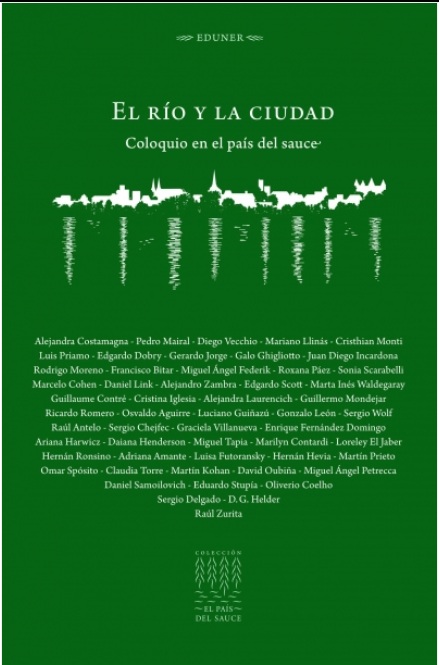 EDUNER
EL RÍO Y LA CIUDAD
Coloquio en el país del sauce
Alejandra Costamagna - Pedro Mairal - Diego Vecchio - Mariano Llinás - Cristhian Monti
Luis Priamo - Edgardo Dobry - Gerardo Jorge - Galo Ghigliotto - Juan Diego Incardona
Rodrigo Moreno - Francisco Bitar - Miguel Ángel Federik - Roxana Páez - Sonia Scarabelli
Marcelo Cohen - Daniel Link - Alejandro Zambra - Edgardo Scott - Marta Inés Waldegaray
Guillaume Contré - Cristina Iglesia - Alejandra Laurencich - Guillermo Mondejar
Ricardo Romero - Osvaldo Aguirre - Luciano Guiñazú - Gonzalo León - Sergio Wolf
Raúl Antelo - Sergio Chejfec - Graciela Villanueva - Enrique Fernández Domingo
Ariana Harwicz - Daiana Henderson - Miguel Tapia - Marilyn Contardi - Loreley El Jaber
Hernán Ronsino - Adriana Amante - Luisa Futoransky - Hernán Hevia - Martín Prieto
Omar Spósito - Claudia Torre - Martín Kohan - David Oubiña - Miguel Ángel Petrecca
Daniel Samoilovich - Eduardo Stupía - Oliverio Coelho
Sergio Delgado - D. G. Helder
Raúl Zurita
COLECCIÓN
EL PAÍS
DEL SAUCE